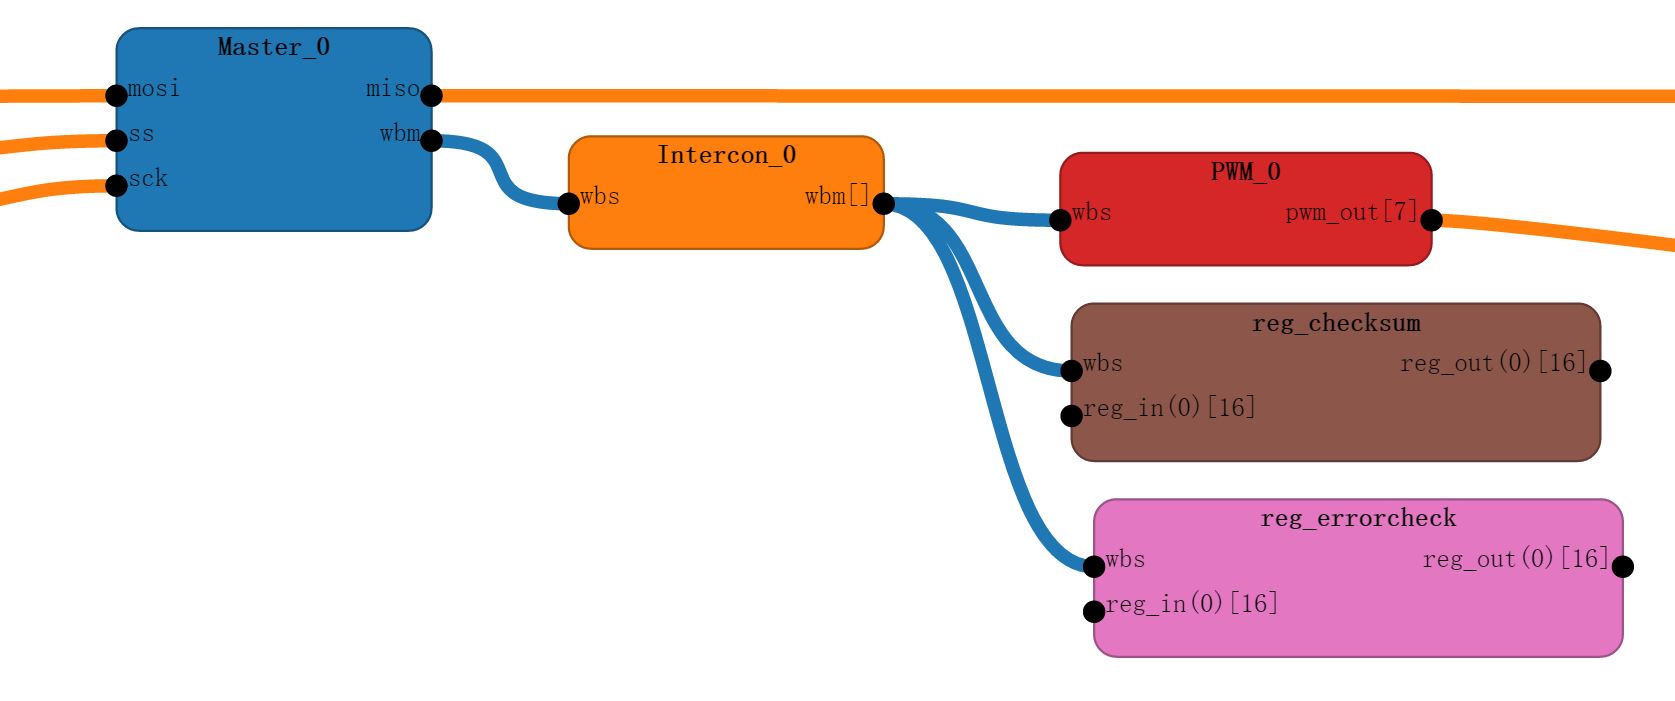 Master_0
mosi
miso
ss
wbm
sck
Intercon_0
wbs
wbm[]
PWM_0
wbs
pwm_out[7]
reg_checksum
wbs
reg_out(0)[16]
reg_in(0)[16]
reg_errorcheck
wbs
reg_out(0)[16]
reg_in(0)[16]